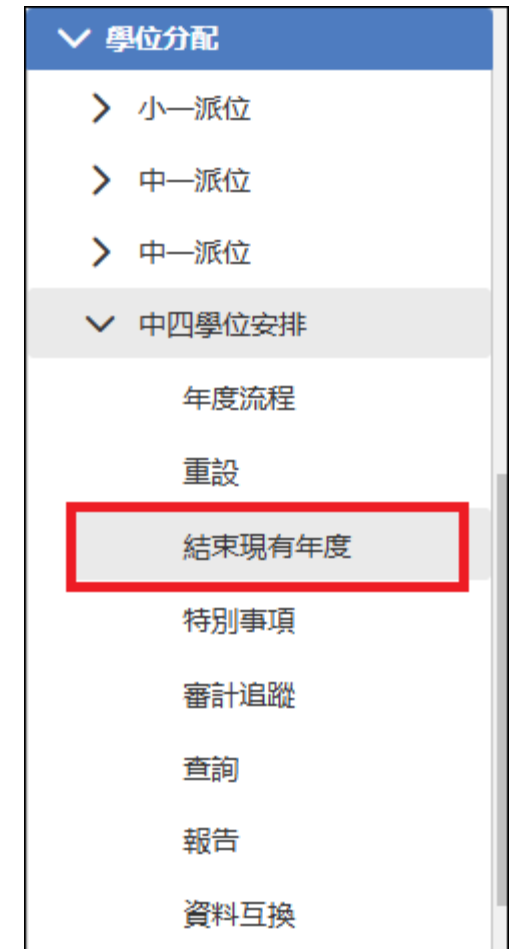 學位分配
小一派位
中一派位
中一派位
中四學位安排
年度流程
重設
結束現有年度
特別事項
審計追蹤
查詢
報告
資料互換